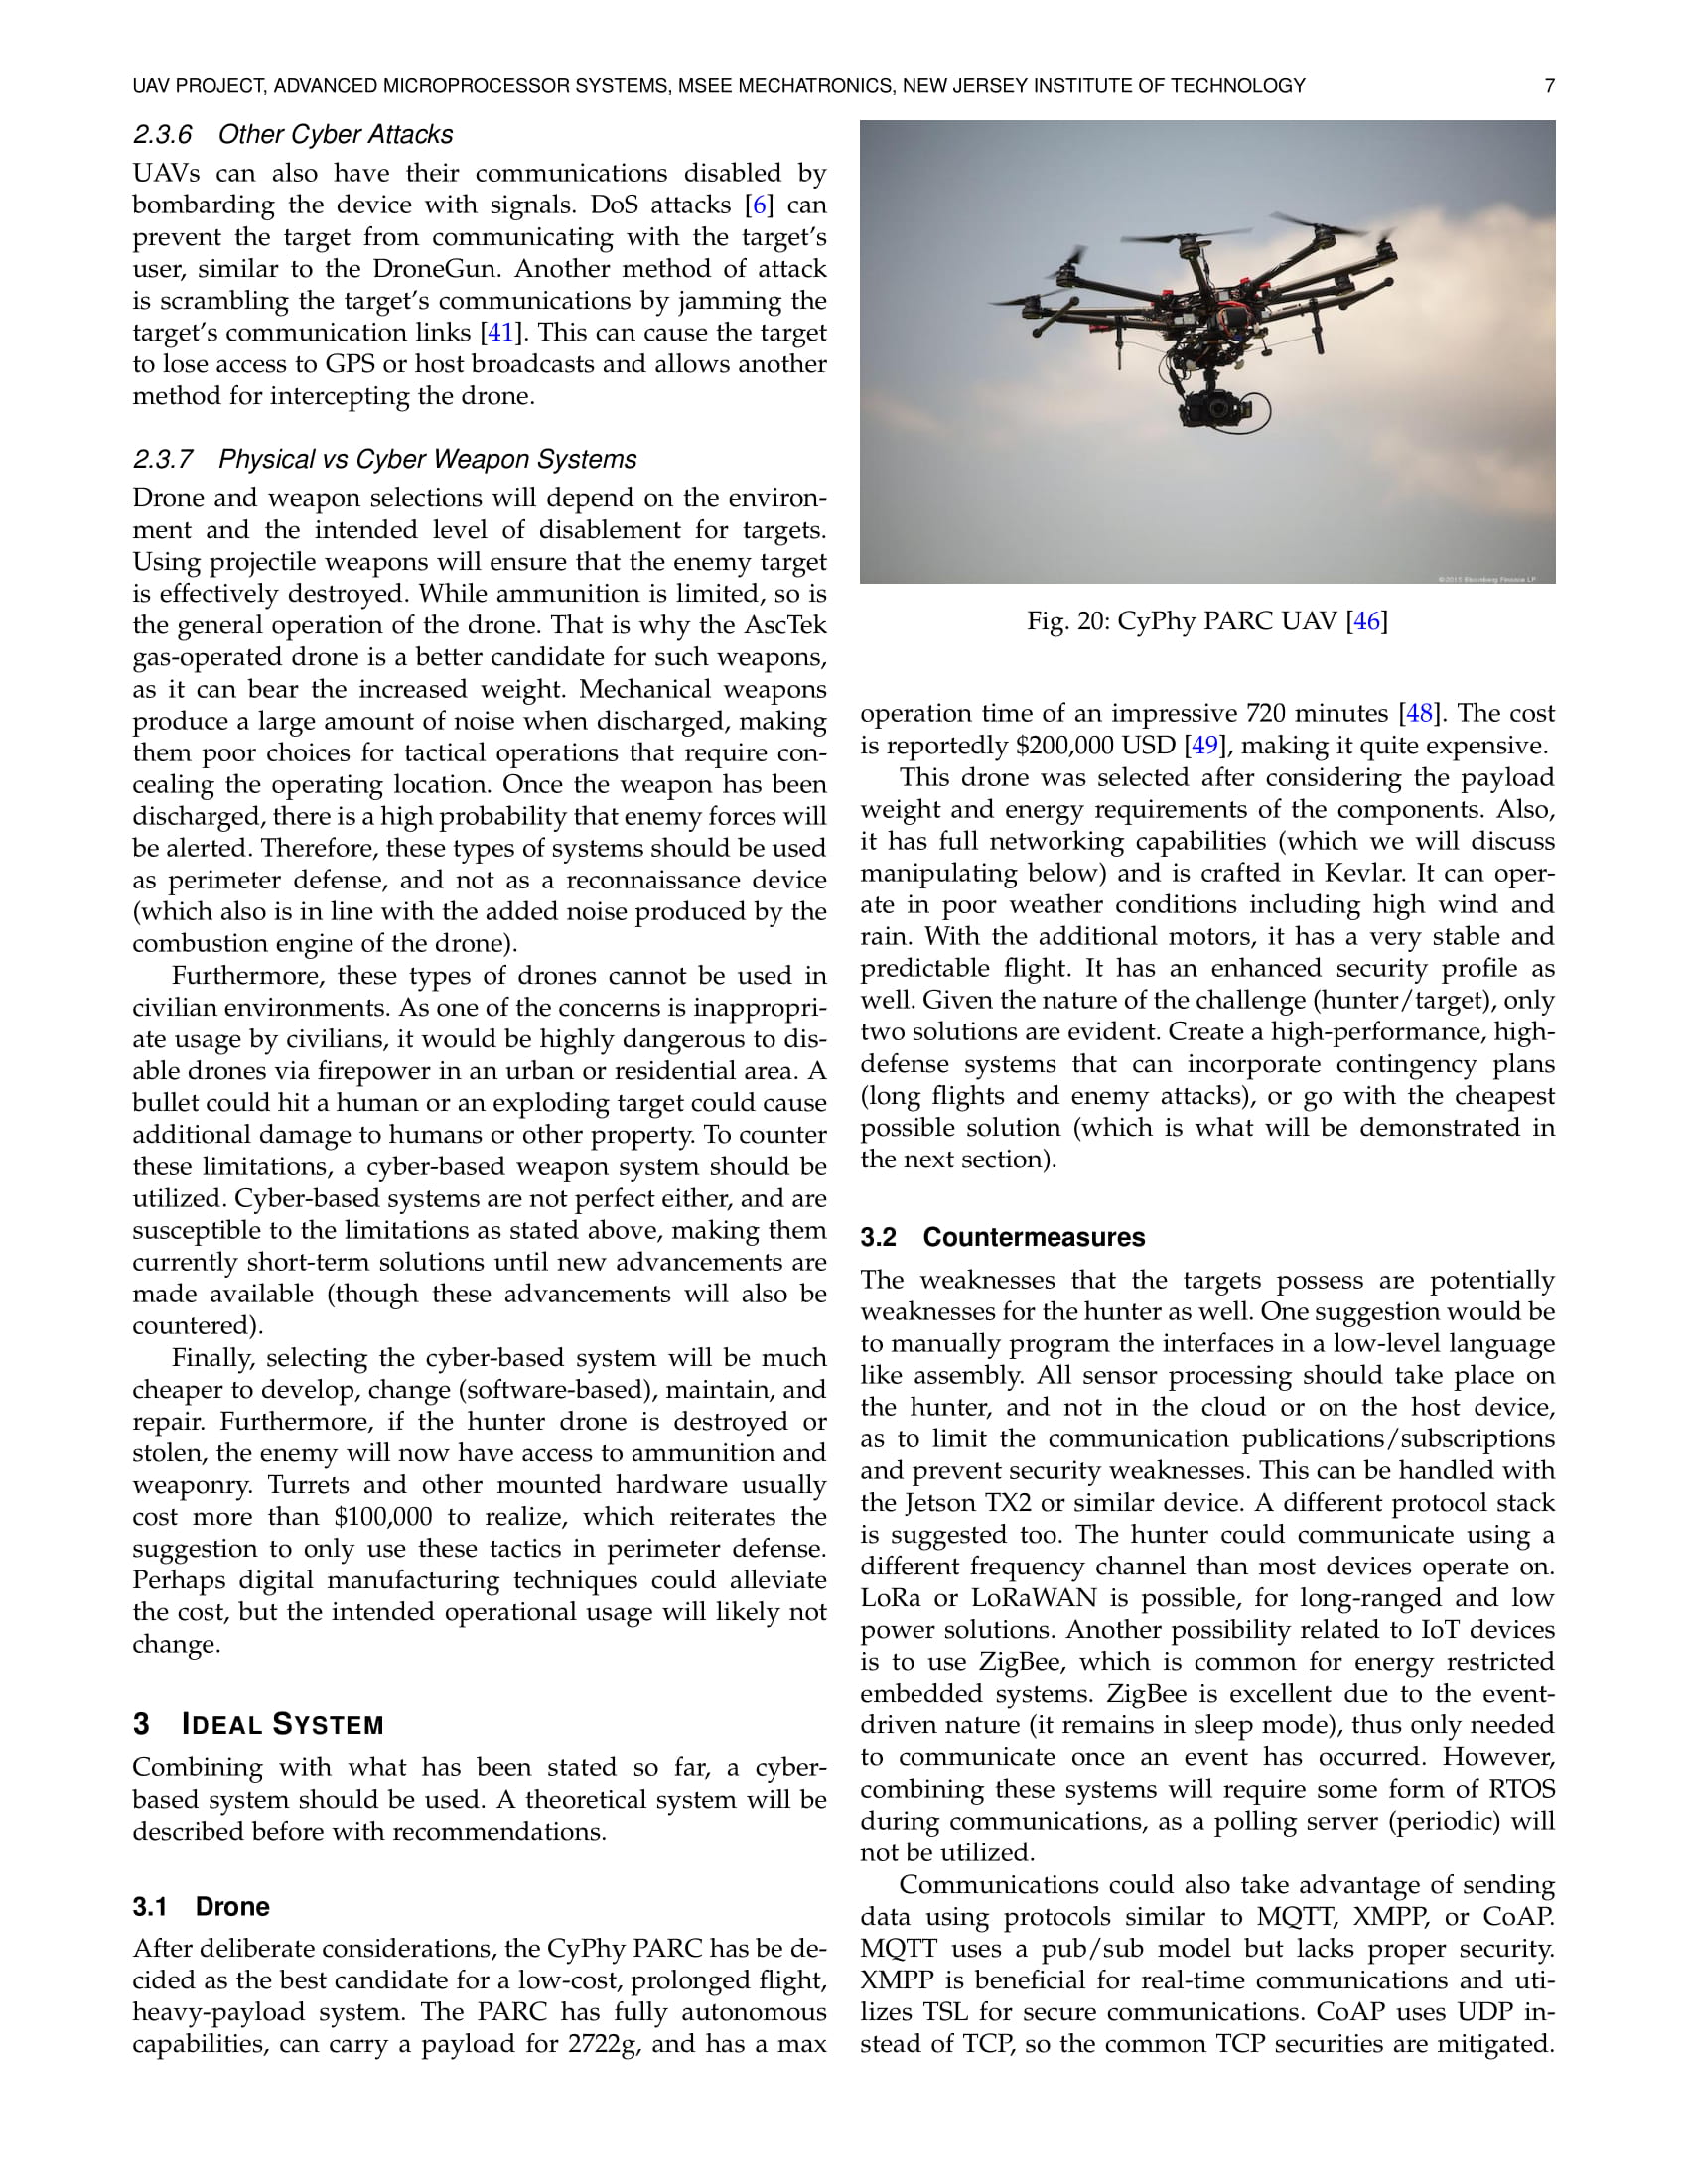 UAV PROJECT, ADVANCED MICROPROCESSOR SYSTEMS, MSEE MECHATRONICS, NEW JERSEY INSTITUTE OF TECHNOLOGY 7
2.3.6 Other Cyber Attacks
UAVs can also have their communications disabled by
bombarding the device with signals. DoS attacks [6] can
prevent the target from communicating with the target's
user, similar to the DroneGun. Another method of attack
is scrambling the target's communications by jamming the
target's communication links [41]. This can cause the target
to lose access to GPS or host broadcasts and allows another
method for intercepting the drone.
2.3.7 Physical vs Cyber Weapon Systems
Drone and weapon selections will depend on the environ-
ment and the intended level of disablement for targets.
Using projectile weapons will ensure that the enemy target
is effectively destroyed. While ammunition is limited, so is
the general operation of the drone. That is why the AscTek
gas-operated drone is a better candidate for such weapons,
as it can bear the increased weight. Mechanical weapons
produce a large amount of noise when discharged, making
them poor choices for tactical operations that require con-
cealing the operating location. Once the weapon has been
discharged, there is a high probability that enemy forces will
be alerted. Therefore, these types of systems should be used
as perimeter defense, and not as a reconnaissance device
(which also is in line with the added noise produced by the
combustion engine of the drone).
Furthermore, these types of drones cannot be used in
civilian environments. As one of the concerns is inappropri-
ate usage by civilians, it would be highly dangerous to dis-
able drones via firepower in an urban or residential area. A
bullet could hit a human or an exploding target could cause
additional damage to humans or other property. To counter
these limitations, a cyber-based weapon system should be
utilized. Cyber-based systems are not perfect either, and are
susceptible to the limitations as stated above, making them
currently short-term solutions until new advancements are
made available (though these advancements will also be
countered).
Finally, selecting the cyber-based system will be much
cheaper to develop, change (software-based), maintain, and
repair. Furthermore, if the hunter drone is destroyed or
stolen, the enemy will now have access to ammunition and
weaponry. Turrets and other mounted hardware usually
cost more than $100,000 to realize, which reiterates the
suggestion to only use these tactics in perimeter defense.
Perhaps digital manufacturing techniques could alleviate
the cost, but the intended operational usage will likely not
change.
3 IDEAL SYSTEM
Combining with what has been stated so far, a cyber-
based system should be used. A theoretical system will be
described before with recommendations.
3.1 Drone
After deliberate considerations, the CyPhy PARC has be de-
cided as the best candidate for a low-cost, prolonged flight,
heavy-payload system. The PARC has fully autonomous
capabilities, can carry a payload for 2722g, and has a max
©2015 Bloomberg Finance LP
Fig. 20: CyPhy PARC UAV [46]
operation time of an impressive 720 minutes [48]. The cost
is reportedly $200,000 USD [49], making it quite expensive.
This drone was selected after considering the payload
weight and energy requirements of the components. Also,
it has full networking capabilities (which we will discuss
manipulating below) and is crafted in Kevlar. It can oper-
ate in poor weather conditions including high wind and
rain. With the additional motors, it has a very stable and
predictable flight. It has an enhanced security profile as
well. Given the nature of the challenge (hunter/target), only
two solutions are evident. Create a high-performance, high-
defense systems that can incorporate contingency plans
(long flights and enemy attacks), or go with the cheapest
possible solution (which is what will be demonstrated in
the next section).
3.2 Countermeasures
The weaknesses that the targets possess are potentially
weaknesses for the hunter as well. One suggestion would be
to manually program the interfaces in a low-level language
like assembly. All sensor processing should take place on
the hunter, and not in the cloud or on the host device,
as to limit the communication publications/subscriptions
and prevent security weaknesses. This can be handled with
the Jetson TX2 or similar device. A different protocol stack
is suggested too. The hunter could communicate using a
different frequency channel than most devices operate on.
LoRa or LoRaWAN is possible, for long-ranged and low
power solutions. Another possibility related to IoT devices
is to use ZigBee, which is common for energy restricted
embedded systems. ZigBee is excellent due to the event-
driven nature (it remains in sleep mode), thus only needed
to communicate once an event has occurred. However,
combining these systems will require some form of RTOS
during communications, as a polling server (periodic) will
not be utilized.
Communications could also take advantage of sending
data using protocols similar to MQTT, XMPP, or CoAP.
MQTT uses a pub/sub model but lacks proper security.
XMPP is beneficial for real-time communications and uti-
lizes TSL for secure communications. CoAP uses UDP in-
stead of TCP, so the common TCP securities are mitigated.